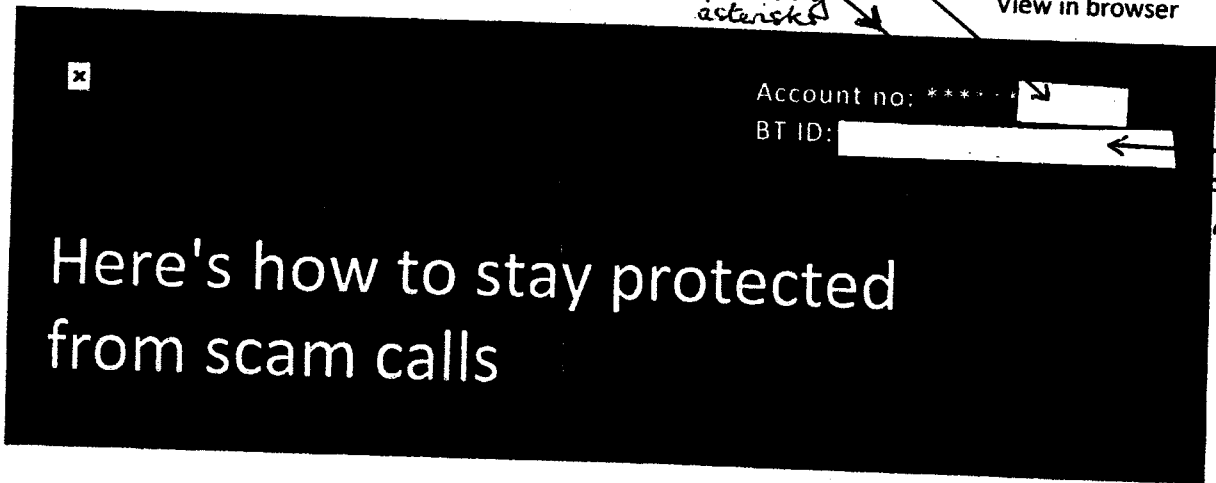 asterisks
View in browser
Account no: ******
BT ID:
Here's how to stay protected
from scam calls